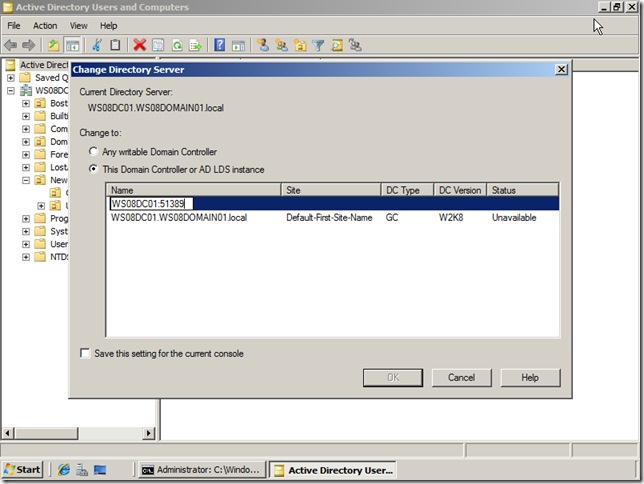 Active Directory Users and Computers
File Action View Help
Active Direct
Saved Q
WS08DC
Bost
Builti
Com
Dom
Fore
Lost
New
Prog
Syst
User
NTDS
Change Directory Server
Current Directory Server:
WS08DC01.WS08DOMAIN01.local
Change to:
Any writable Domain Controller
This Domain Controller or AD LDS instance
Name Site DC Type DC Version Status
WS08DC01:51389
WS08DC01.WS08DOMAIN01.local Default-First-Site-Name GC W2K8 Unavailable
Save this setting for the current console
OK Cancel Help
Start Administrator: C:\Windo... Active Directory User...